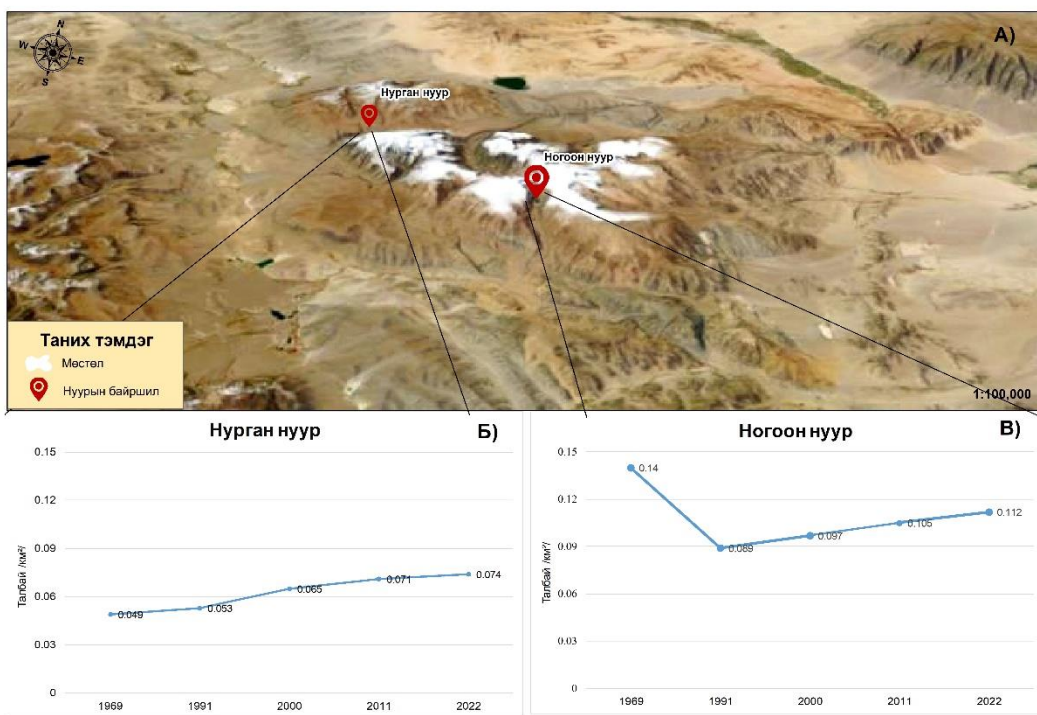 N
W
E
S
А)
Нурган нуур
Ногоон нуур
Таних тэмдэг
Мөстөл
Нуурын байршил
1:100,000
Нурган нуур
Б)
0.15
0.12
0.09
0.06
0.03
0
Талбай /км²/
0.049
0.053
0.065
0.071
0.074
1969
1991
2000
2011
2022
Ногоон нуур
В)
0.15
0.12
0.09
0.06
0.03
0
Талбай /км²/
0.14
0.089
0.097
0.105
0.112
1969
1991
2000
2011
2022